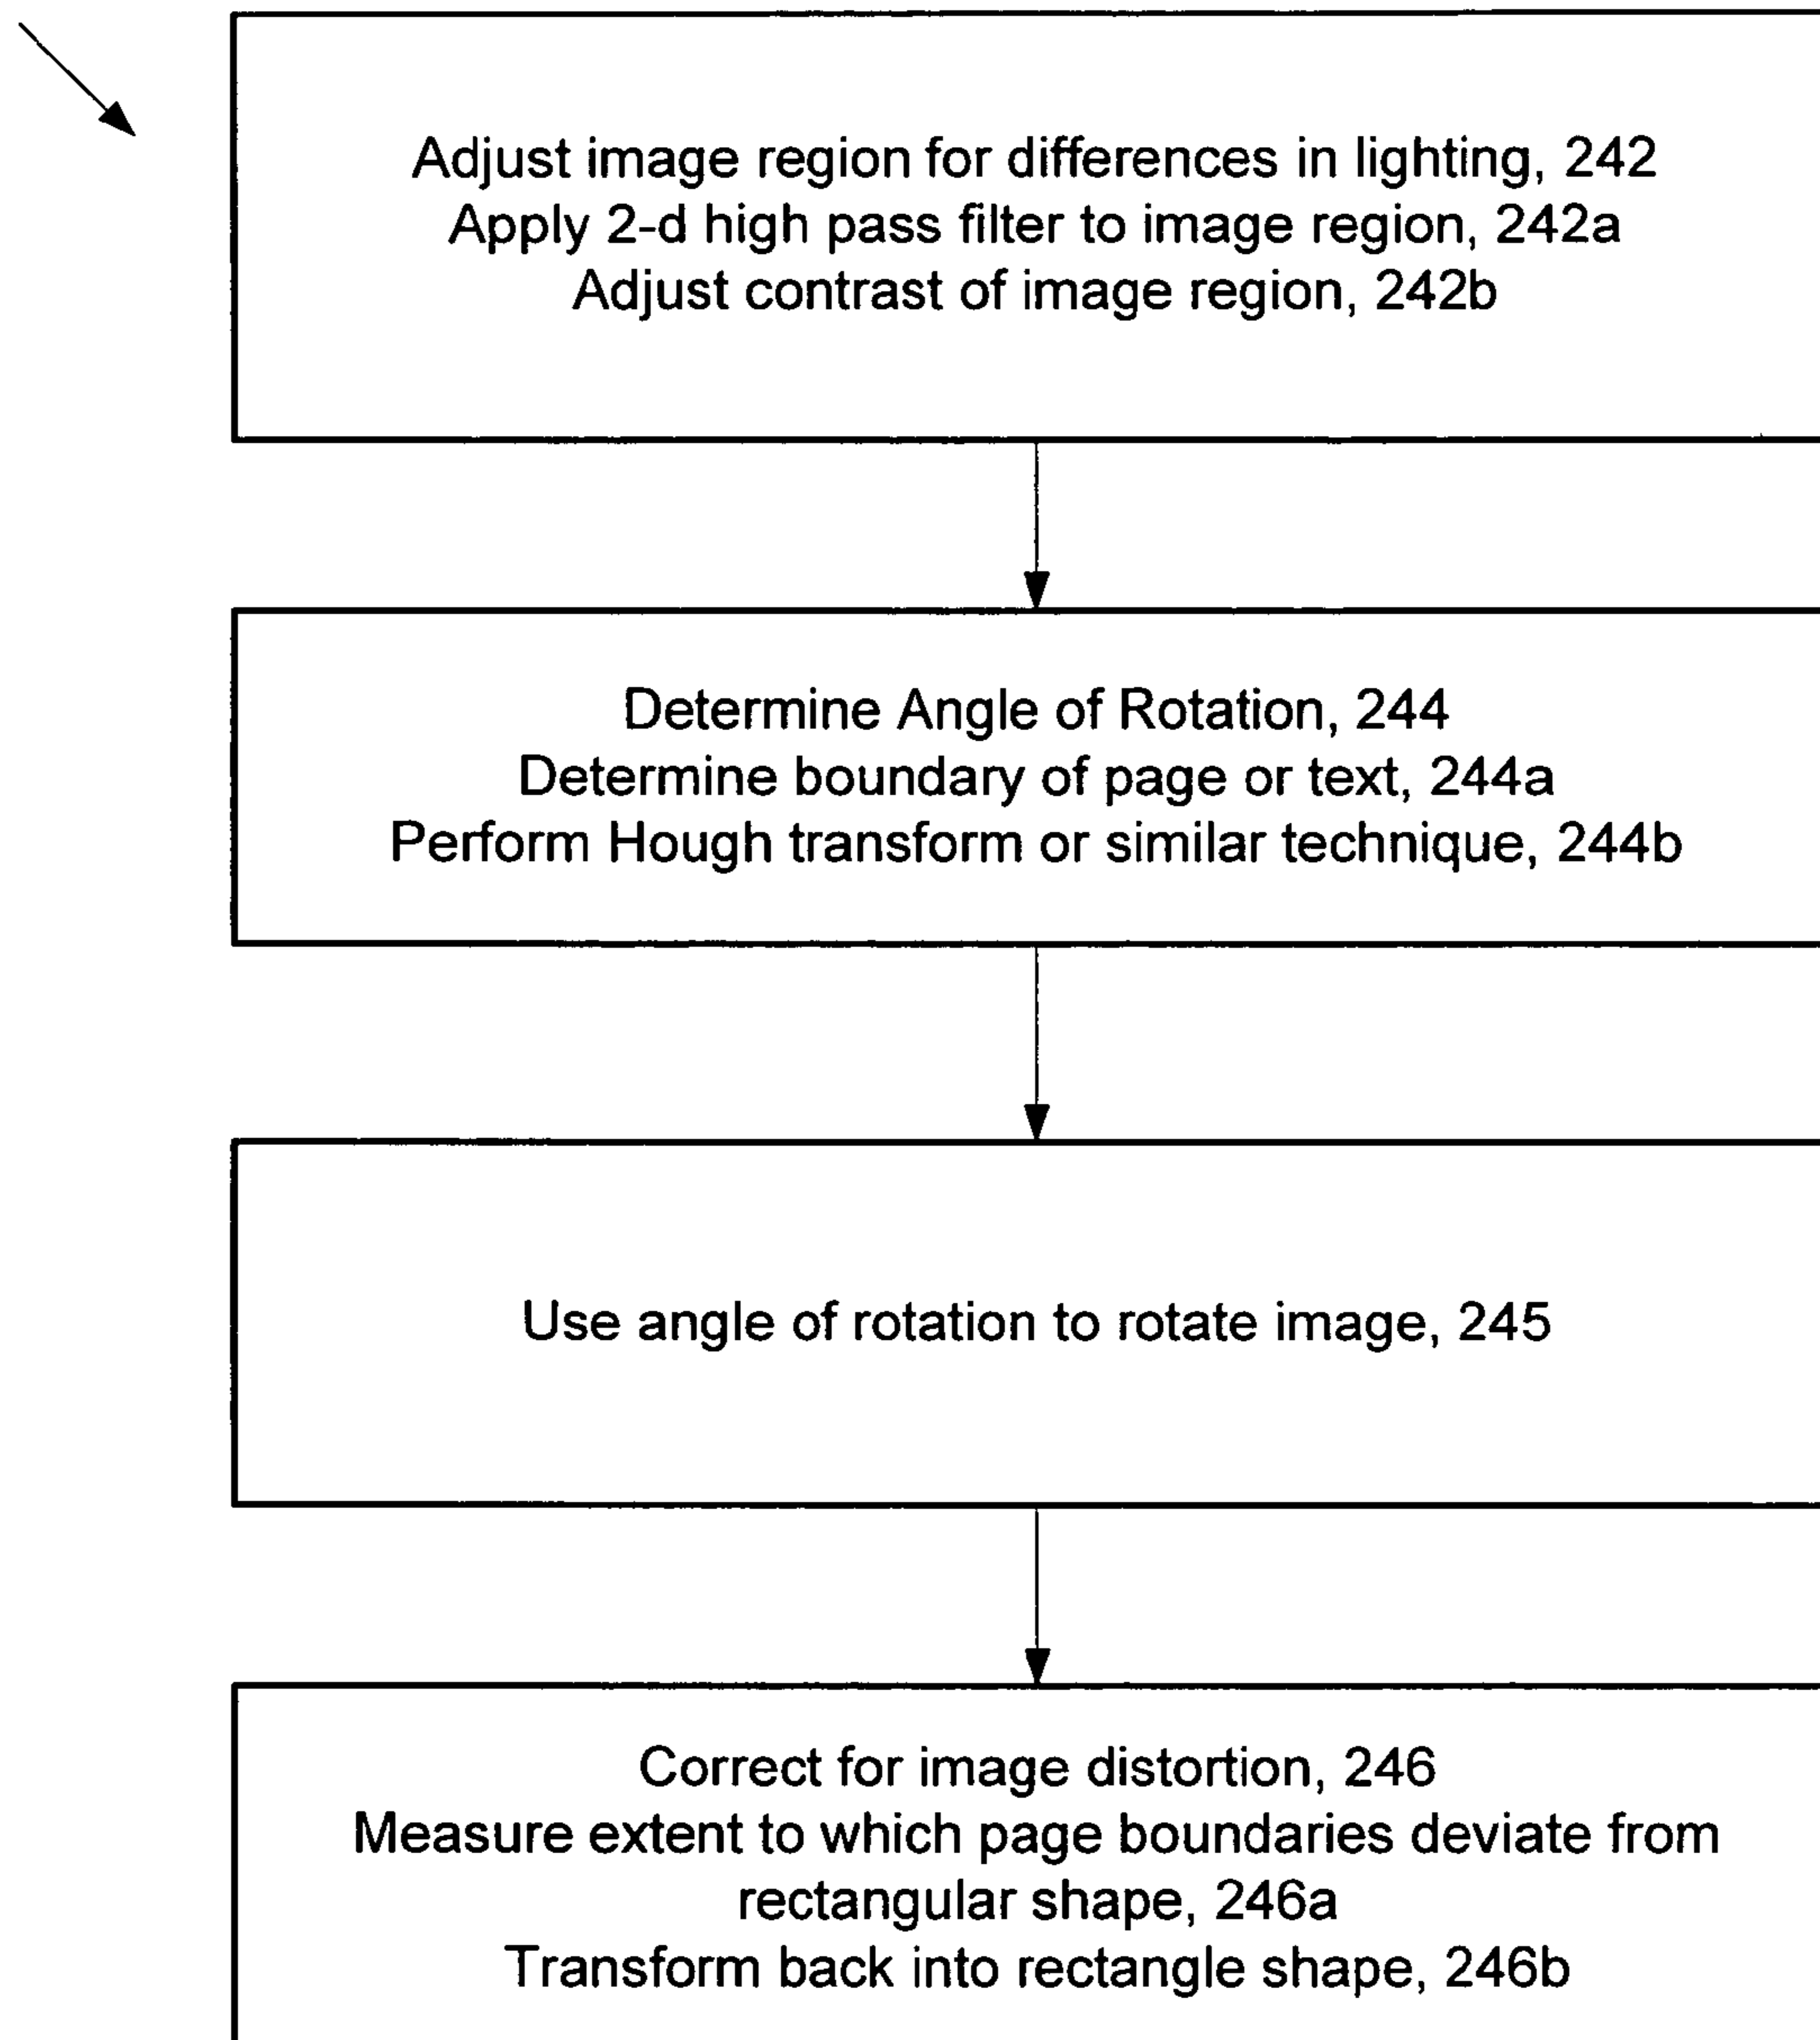 Adjust image region for differences in lighting, 242
Apply 2-d high pass filter to image region, 242a
Adjust contrast of image region, 242b
Determine Angle of Rotation, 244
Determine boundary of page or text, 244a
Perform Hough transform or similar technique, 244b
Use angle of rotation to rotate image, 245
Correct for image distortion, 246
Measure extent to which page boundaries deviate from
rectangular shape, 246a
Transform back into rectangle shape, 246b